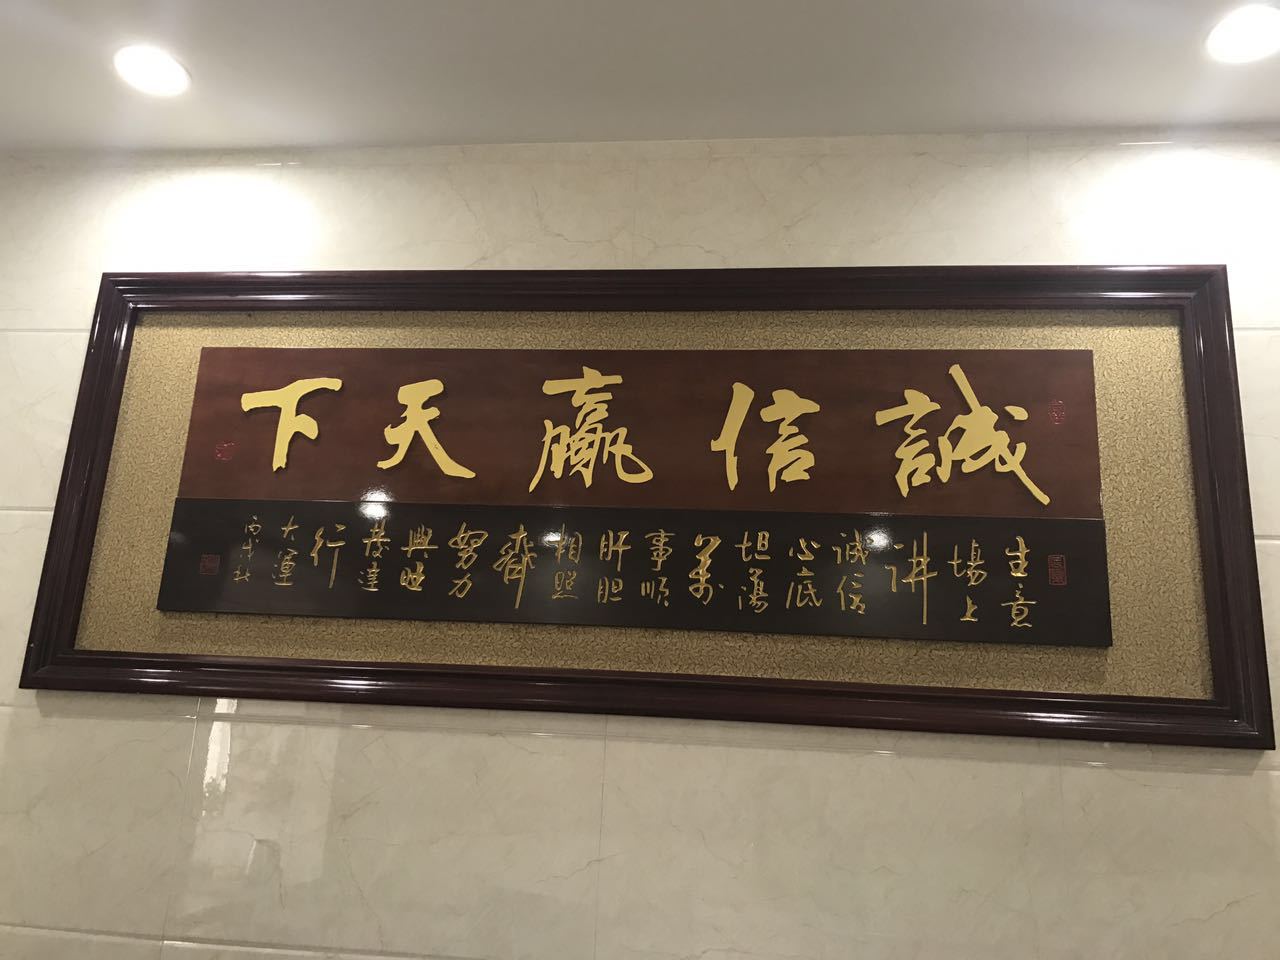 誠信贏天下
生意場上講誠信心底坦蕩萬事順肝胆相照齊努力興旺發達行大運